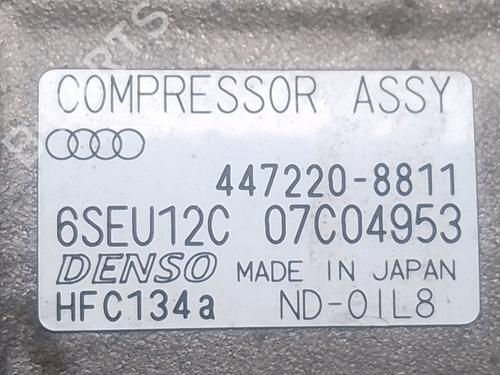 COMPRESSOR ASSY
447220-8811
6SEU12C 07C04953
DENSO MADE IN JAPAN
HFC134a ND-OIL8